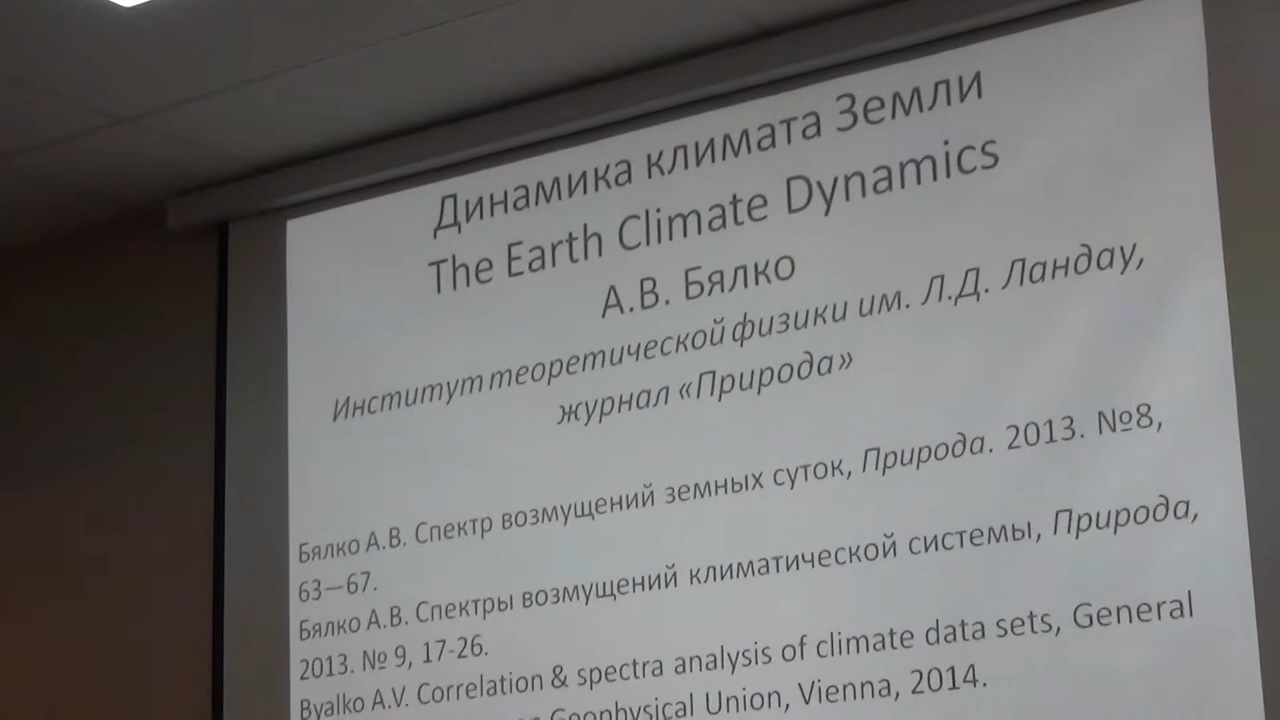 Динамика климата Земли
The Earth Climate Dynamics
А.В. Бялко
Институт теоретической физики им. Л.Д. Ландау,
журнал «Природа»
Бялко А.В. Спектр возмущений земных суток, Природа. 2013. №8,
63—67.
Бялко А.В. Спектры возмущений климатической системы, Природа,
2013. № 9, 17-26.
Byalko A.V. Correlation & spectra analysis of climate data sets, General
Geophysical Union, Vienna, 2014.